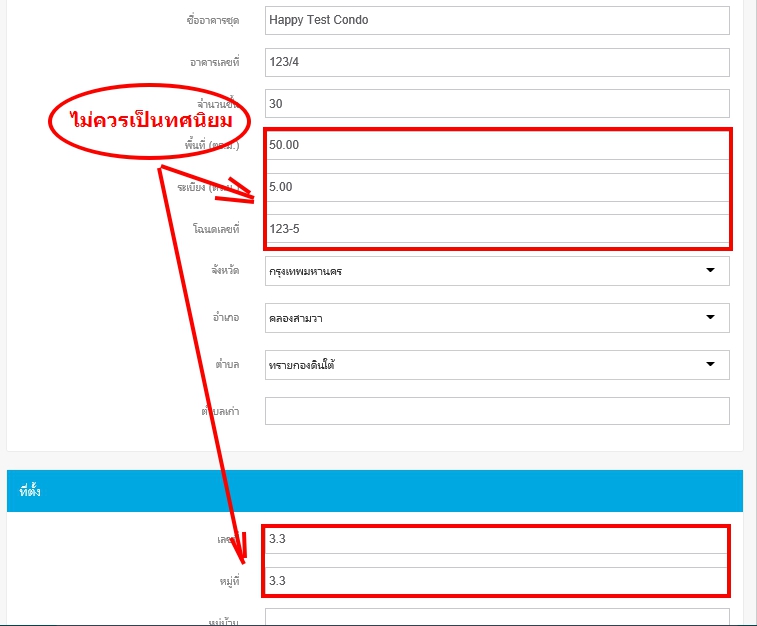 ชื่ออาคารชุด Happy Test Condo
อาคารเลขที่ 123/4
จำนวนชั้น 30
ไม่ควรเป็นทศนิยม
พื้นที่ (ตร.ม.) 50.00
ระเบียง (ตร.ม.) 5.00
โฉนดเลขที่ 123-5
จังหวัด กรุงเทพมหานคร
อำเภอ คลองสามวา
ตำบล ทรายกองดินใต้
ตำบลเก่า
ที่ตั้ง
3.3
หมู่ที่ 3.3
หมู่บ้าน